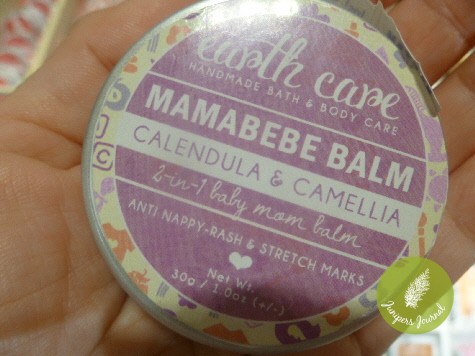 earth care
HANDMADE BATH & BODY CARE
MAMABEBE BALM
CALENDULA & CAMELLIA
2-in-1 baby mom balm
ANTI NAPPY-RASH & STRETCH MARKS
Net Wt.
30g / 1.0oz (+/-)
Junipers Journal